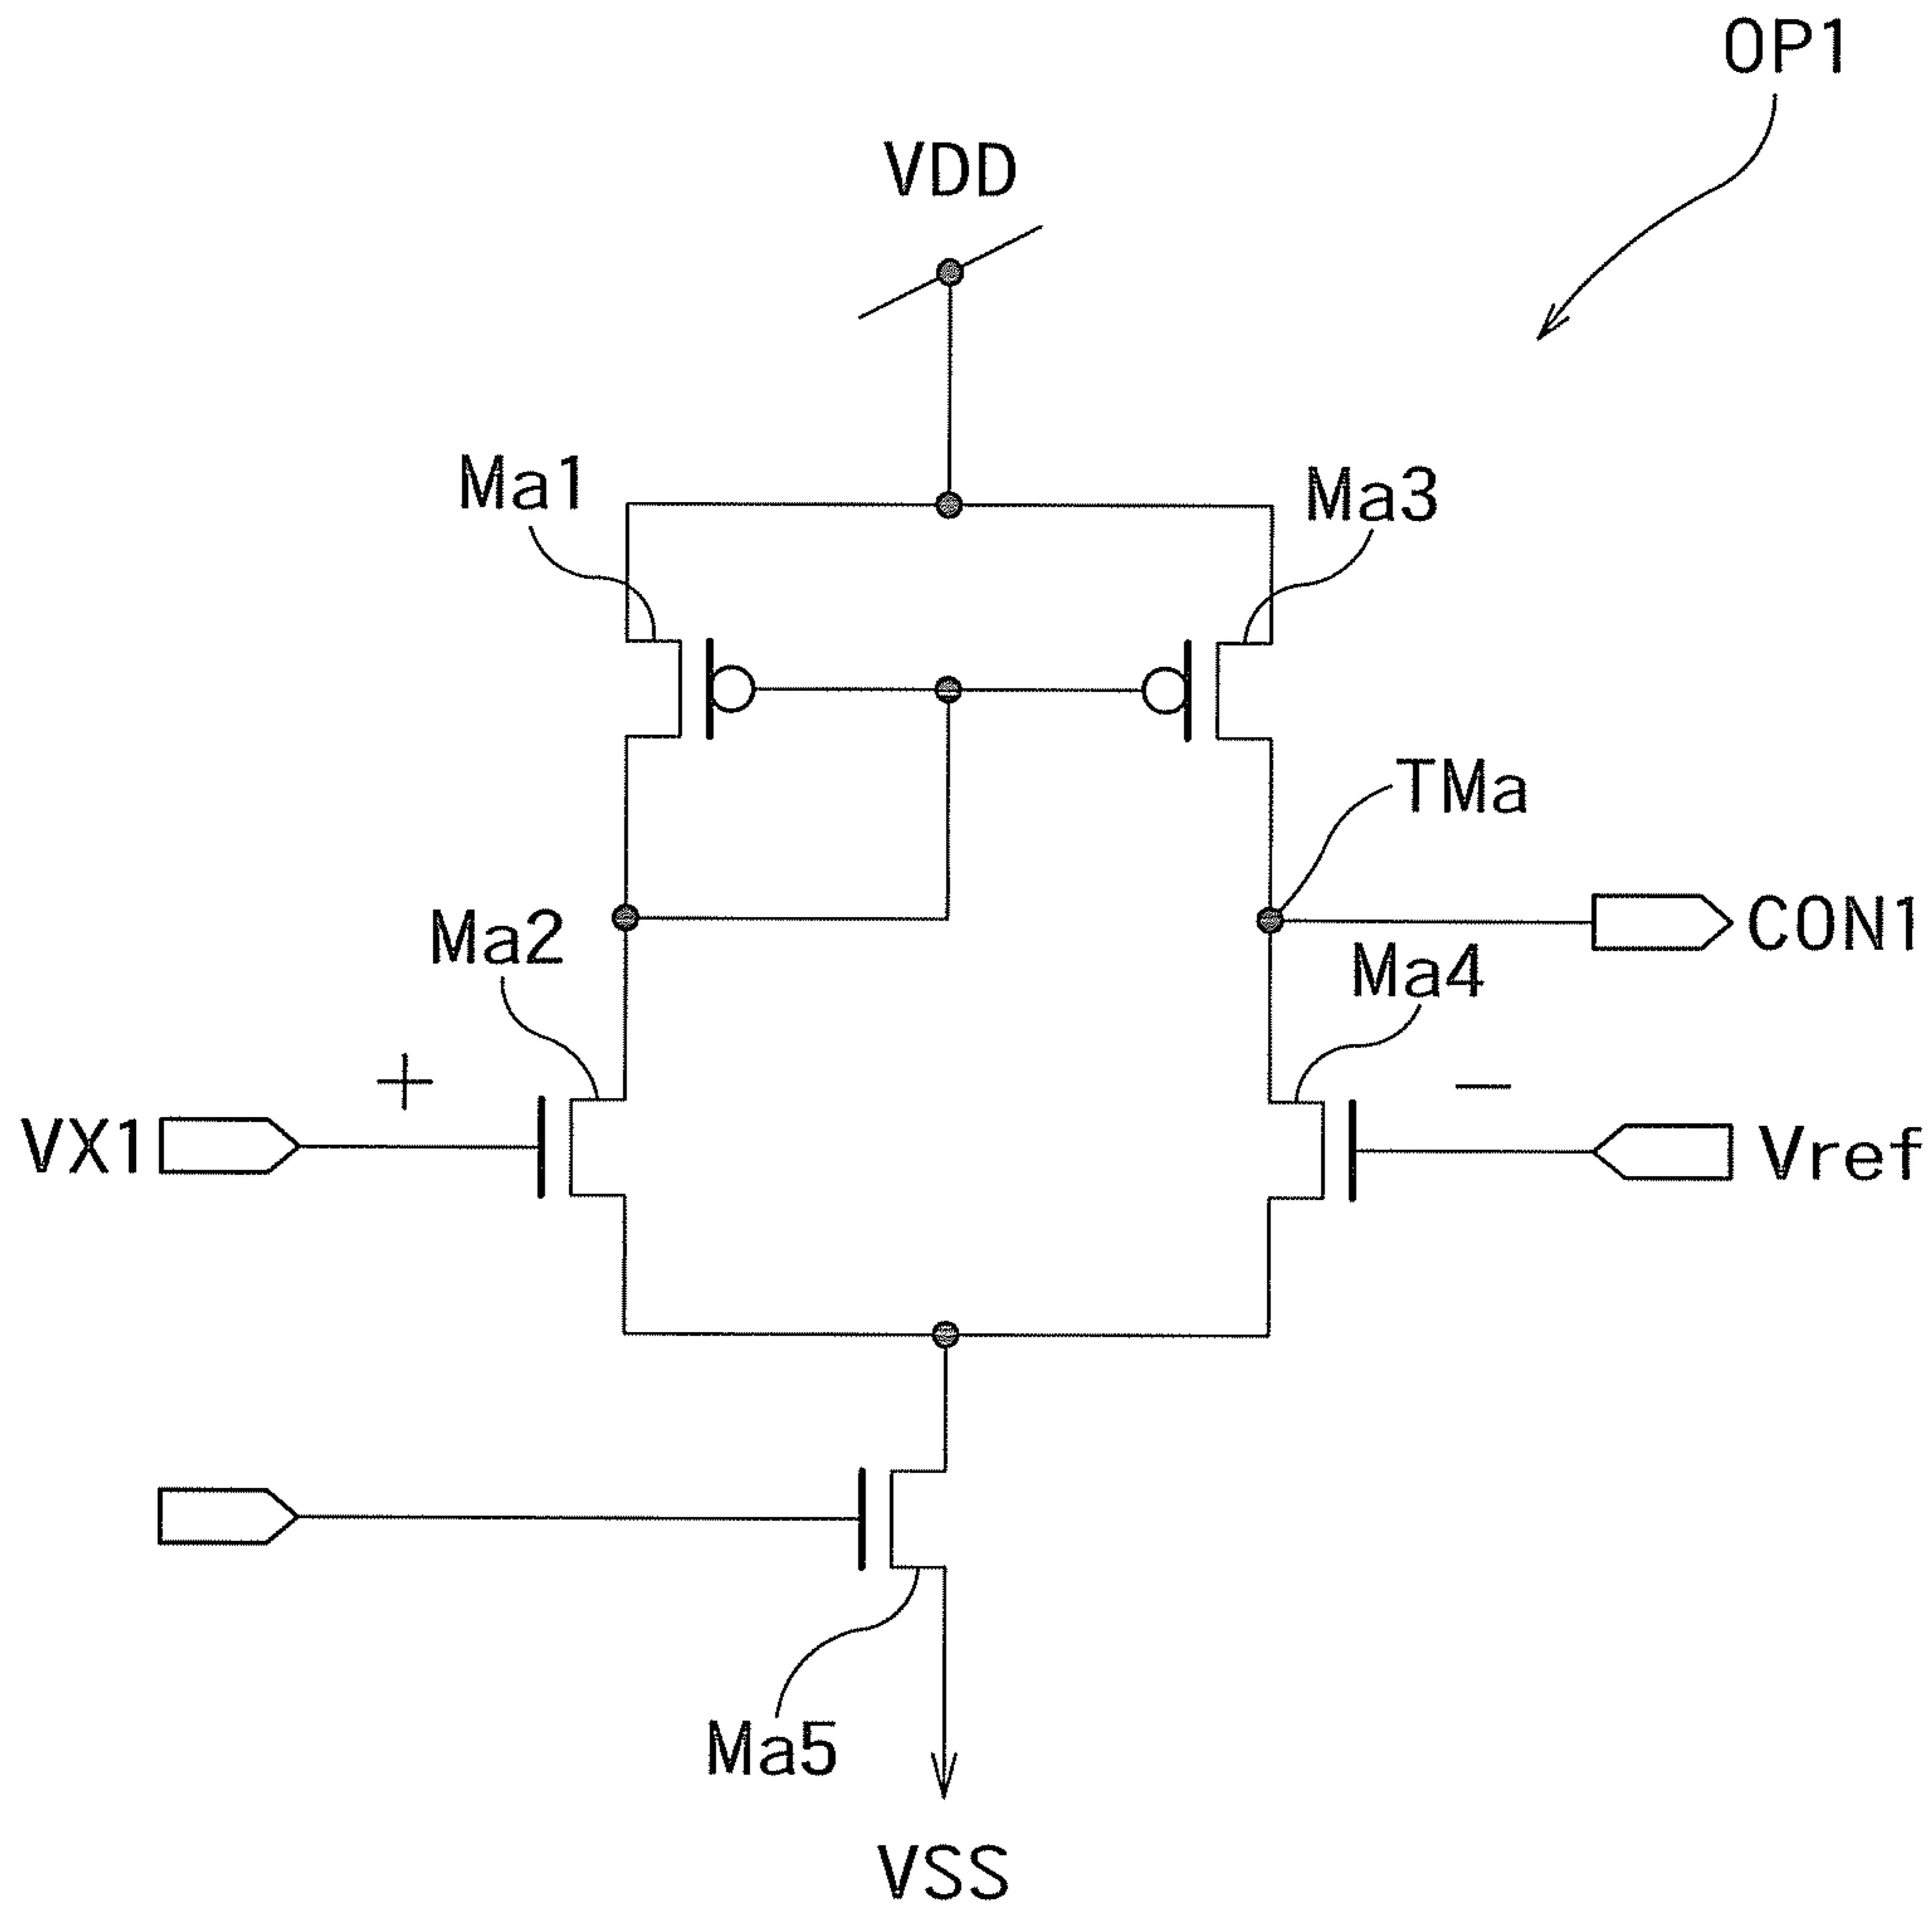 OP1
VDD
Ma1
Ma3
TMa
CON1
Ma2
Ma4
+
−
VX1
Vref
Ma5
VSS